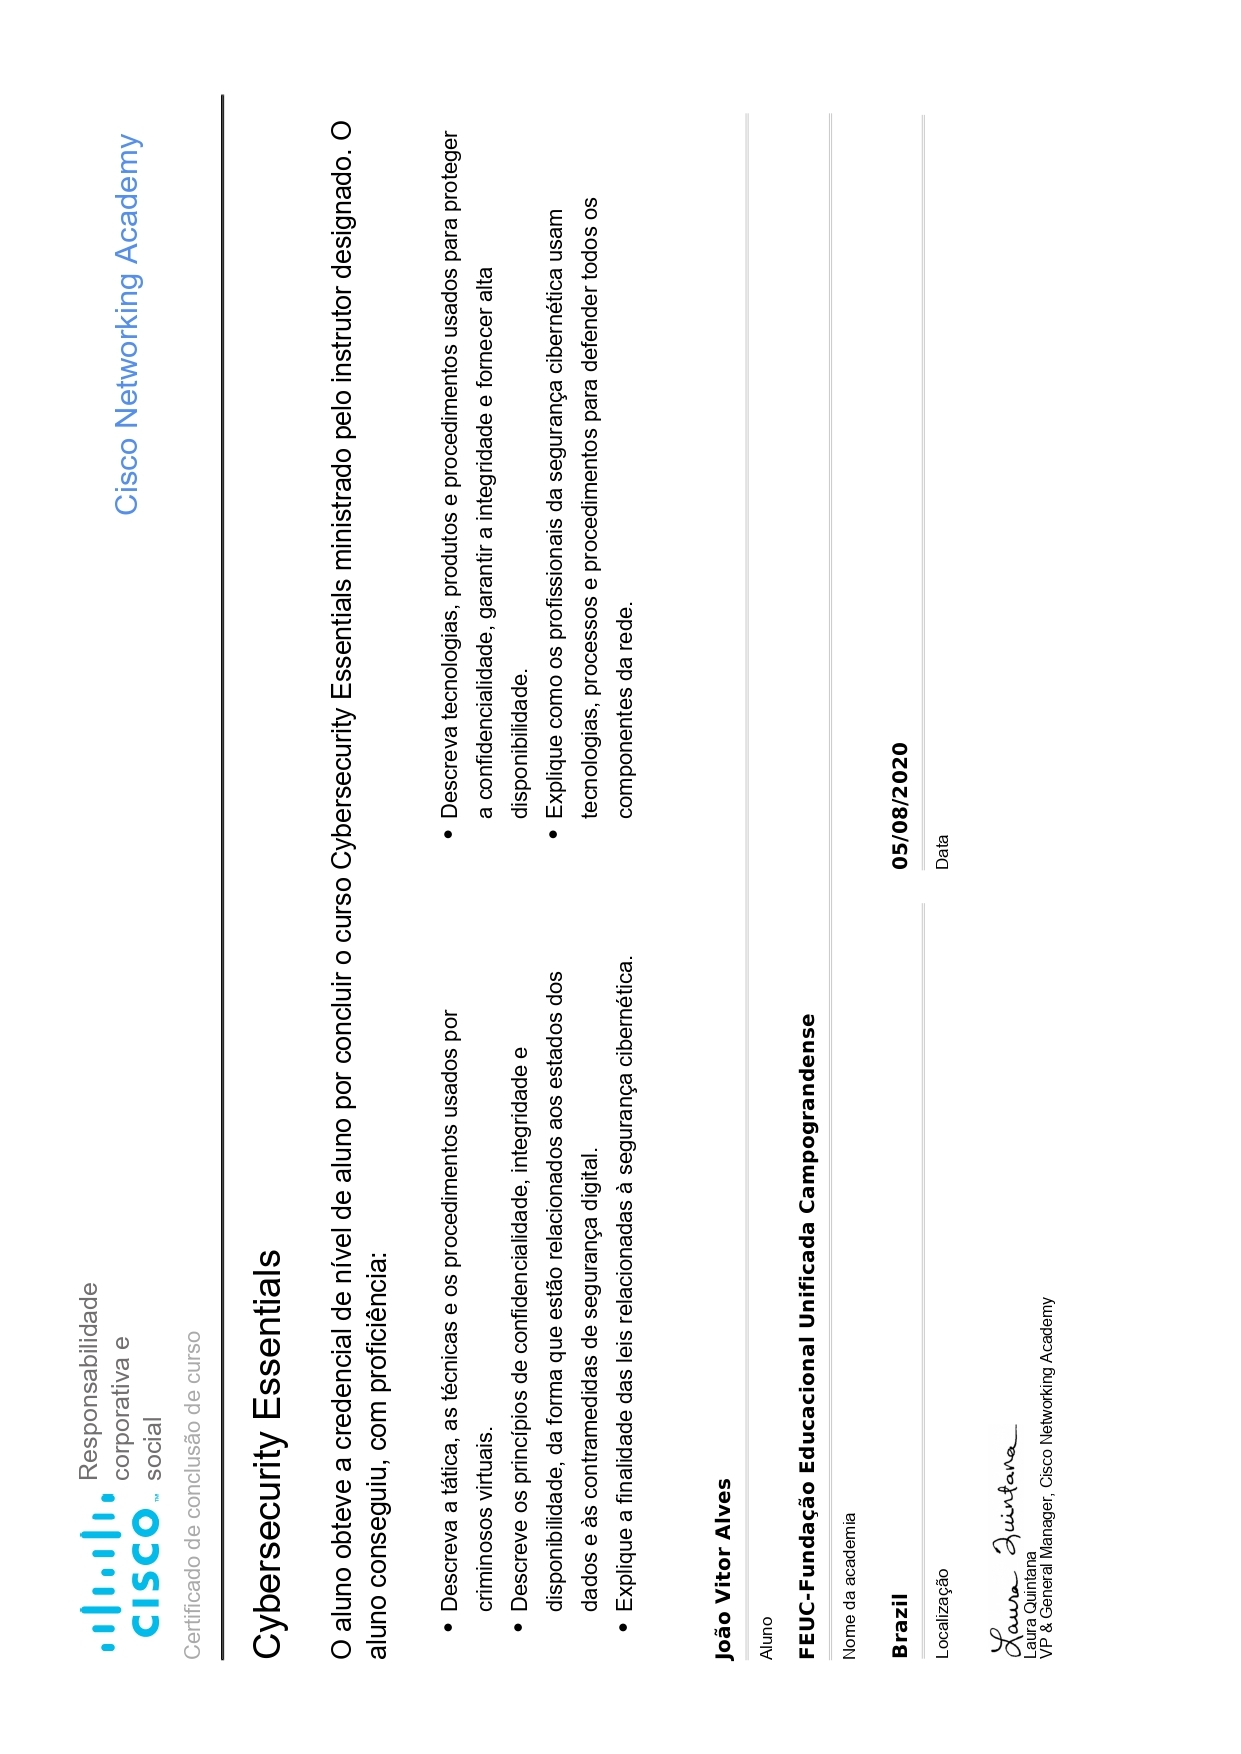 CISCO™
Responsabilidade
corporativa e
social
Cisco Networking Academy
Certificado de conclusão de curso
Cybersecurity Essentials
O aluno obteve a credencial de nível de aluno por concluir o curso Cybersecurity Essentials ministrado pelo instrutor designado. O
aluno conseguiu, com proficiência:
• Descreva a tática, as técnicas e os procedimentos usados por
criminosos virtuais.
• Descreve os princípios de confidencialidade, integridade e
disponibilidade, da forma que estão relacionados aos estados dos
dados e às contramedidas de segurança digital.
• Explique a finalidade das leis relacionadas à segurança cibernética.
• Descreva tecnologias, produtos e procedimentos usados para proteger
a confidencialidade, garantir a integridade e fornecer alta
disponibilidade.
• Explique como os profissionais da segurança cibernética usam
tecnologias, processos e procedimentos para defender todos os
componentes da rede.
João Vitor Alves
Aluno
FEUC-Fundação Educacional Unificada Campograndense
Nome da academia
Brazil
Localização
05/08/2020
Data
Laura Quintana
Laura Quintana
VP & General Manager, Cisco Networking Academy